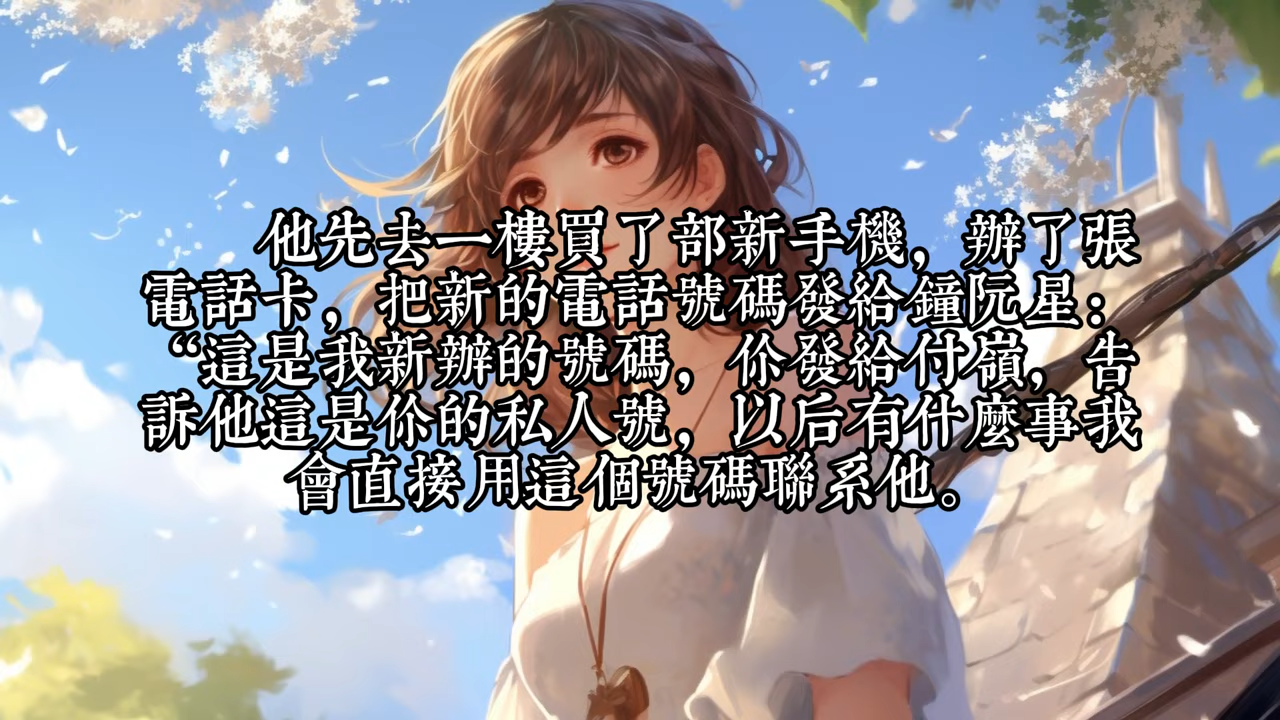 他先去一樓買了部新手機，辦了張
電話卡，把新的電話號碼發給鐘阮星：
“這是我新辦的號碼，你發給付嶺，告
訴他這是你的私人號，以后有什麼事我
會直接用這個號碼聯系他。